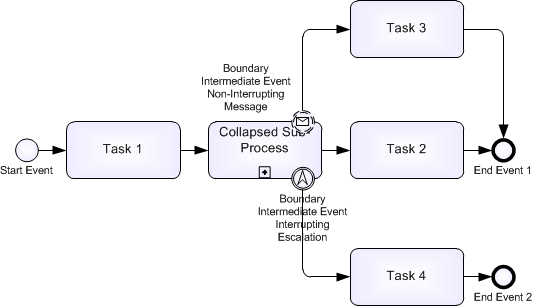 Task 3
Boundary
Intermediate Event
Non-Interrupting
Message
Collapsed Sub-
Process
Task 1
Task 2
Start Event
End Event 1
Boundary
Intermediate Event
Interrupting
Escalation
Task 4
End Event 2